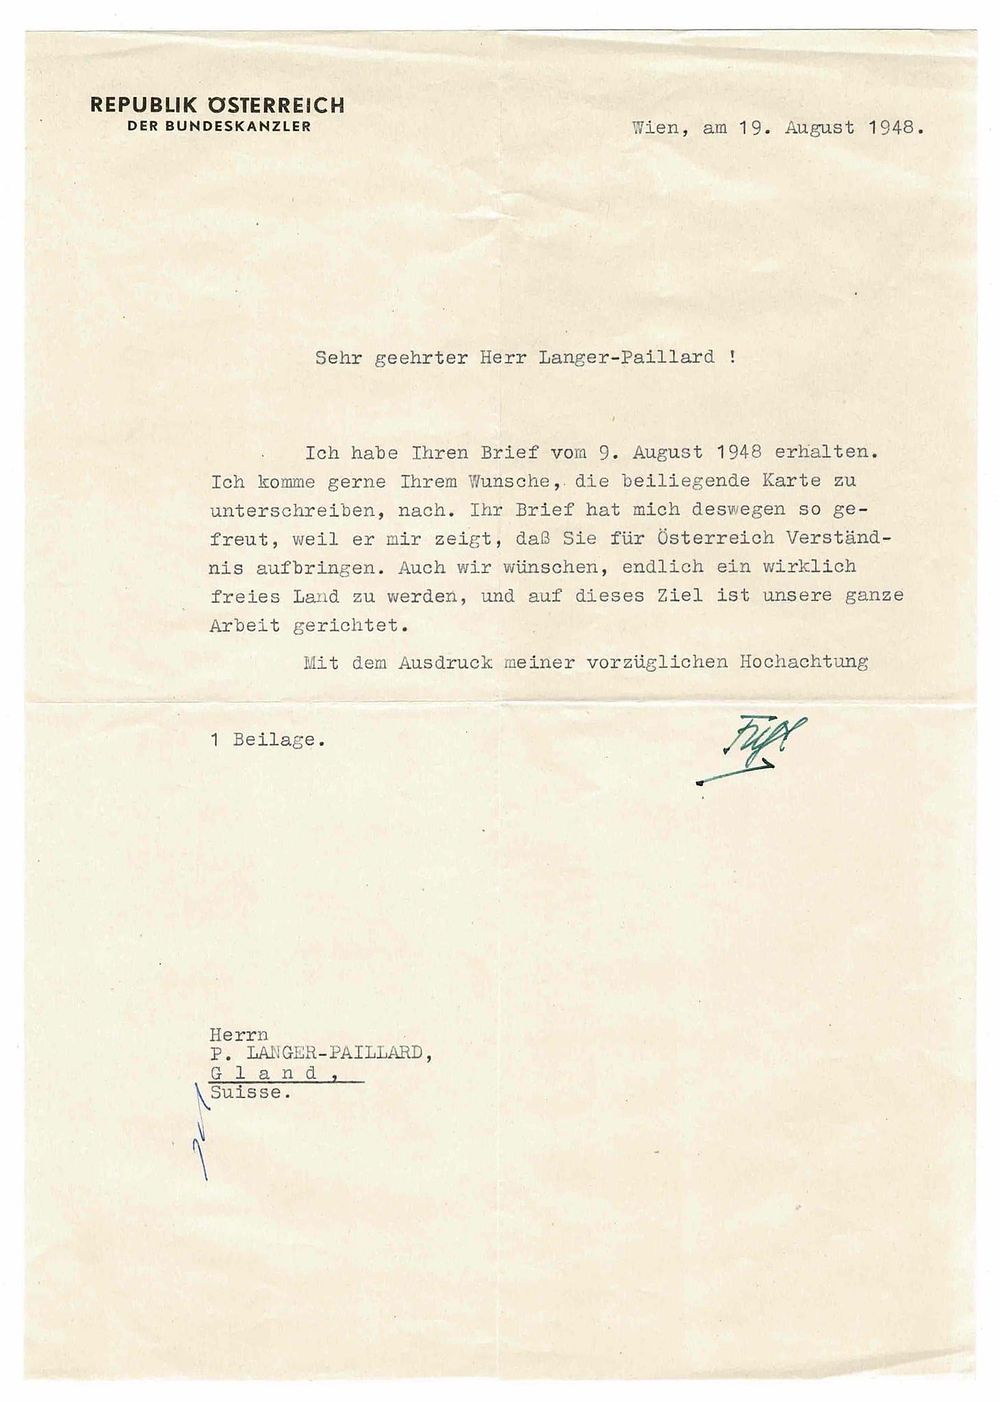 REPUBLIK ÖSTERREICH
DER BUNDESKANZLER
Wien, am 19. August 1948.
Sehr geehrter Herr Langer-Paillard !
Ich habe Ihren Brief vom 9. August 1948 erhalten.
Ich komme gerne Ihrem Wunsche, die beiliegende Karte zu
unterschreiben, nach. Ihr Brief hat mich deswegen so ge-
freut, weil er mir zeigt, daß Sie für Österreich Verständ-
nis aufbringen. Auch wir wünschen, endlich ein wirklich
freies Land zu werden, und auf dieses Ziel ist unsere ganze
Arbeit gerichtet.
Mit dem Ausdruck meiner vorzüglichen Hochachtung
1 Beilage.
Figl
Herrn
P. LANGER-PAILLARD,
G l a n d ,
Suisse.